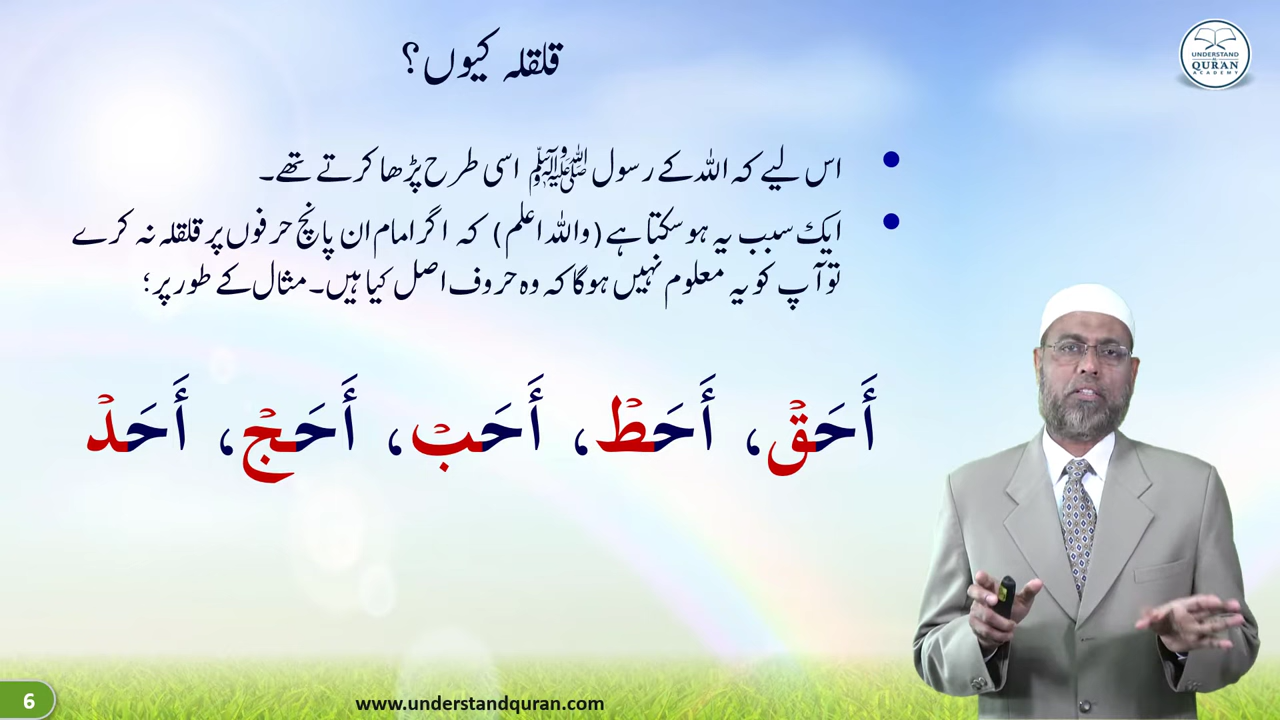 قلقلہ کیوں؟
UNDERSTAND
QURAN
ACADEMY
اس لیے کہ اللہ کے رسول ﷺ اسی طرح پڑھا کرتے تھے۔
ایک سبب یہ ہو سکتا ہے (واللہ اعلم) کہ اگر امام ان پانچ حرفوں پر قلقلہ نہ کرے
تو آپ کو یہ معلوم نہیں ہوگا کہ وہ حروف اصل کیا ہیں۔ مثال کے طور پر؛
أَحَقْ، أَحَطْ، أَحَبْ، أَحَجْ، أَحَدْ
6
www.understandquran.com